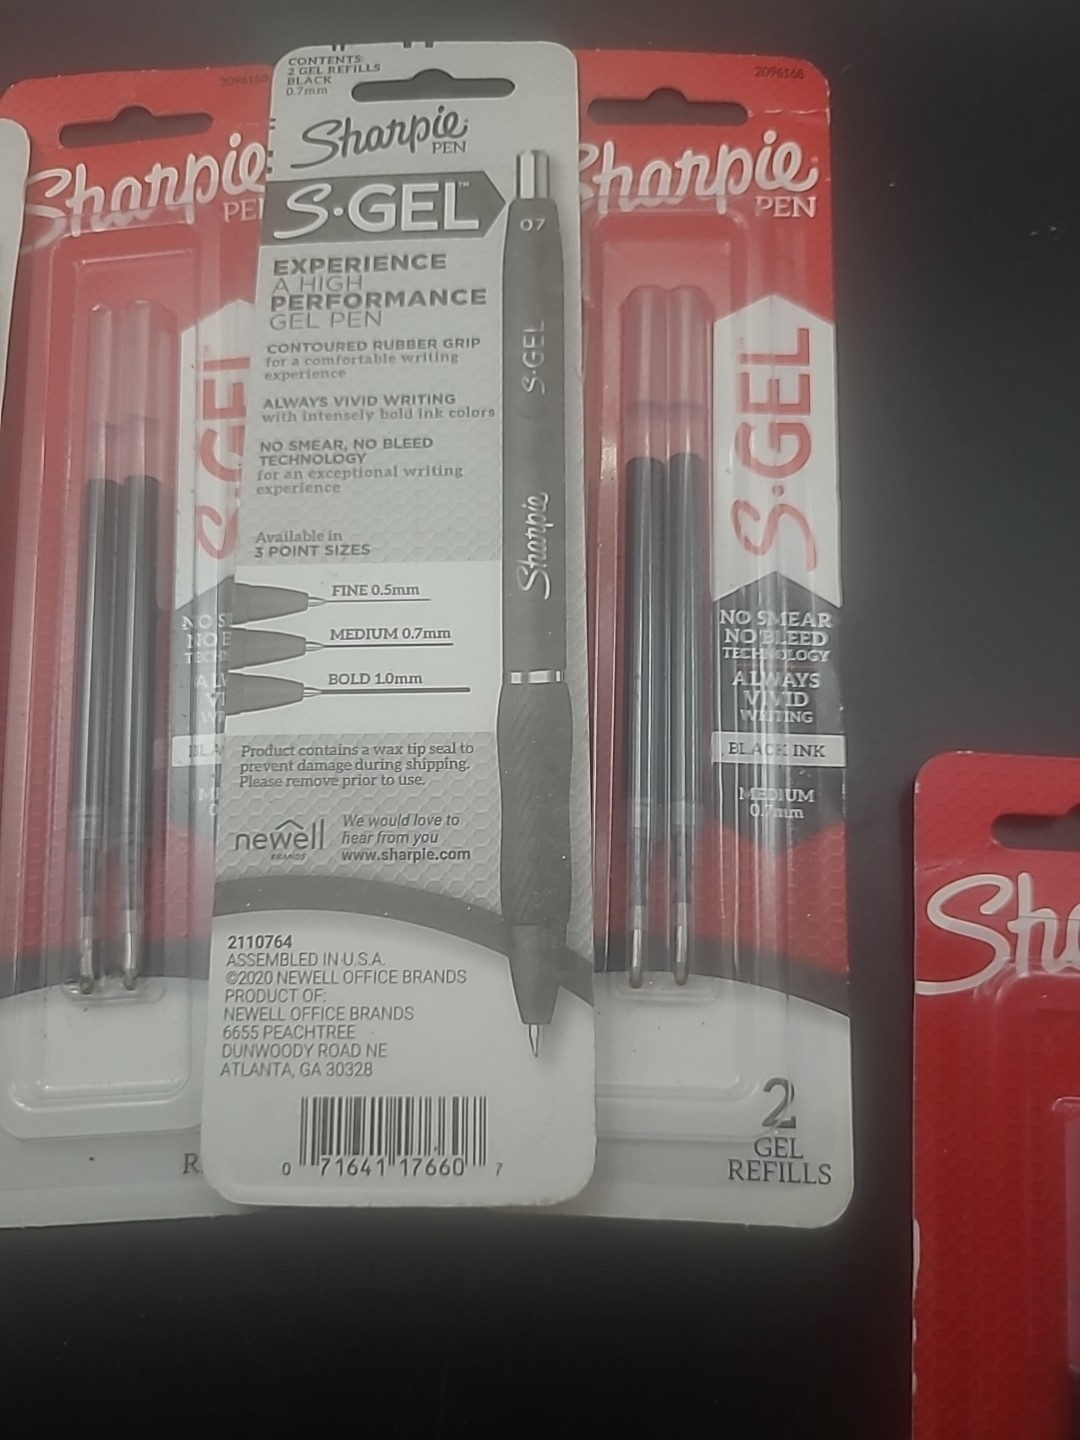 2096168
Sharpie
PEN
S·GEL
CONTENTS:
2 GEL REFILLS
BLACK
0.7mm
Sharpie
PEN
S·GEL™
EXPERIENCE
A HIGH
PERFORMANCE
GEL PEN
CONTOURED RUBBER GRIP
for a comfortable writing
experience
ALWAYS VIVID WRITING
with intensely bold ink colors
NO SMEAR, NO BLEED
TECHNOLOGY
for an exceptional writing
experience
Available in
3 POINT SIZES
FINE 0.5mm
MEDIUM 0.7mm
BOLD 1.0mm
Product contains a wax tip seal to
prevent damage during shipping.
Please remove prior to use.
newell
BRANDS
We would love to
hear from you
www.sharpie.com
2110764
ASSEMBLED IN U.S.A.
©2020 NEWELL OFFICE BRANDS
PRODUCT OF:
NEWELL OFFICE BRANDS
6655 PEACHTREE
DUNWOODY ROAD NE
ATLANTA, GA 30328
0 71641 17660 7
07
S·GEL
Sharpie
2096168
Sharpie
PEN
S·GEL
NO SMEAR
NO BLEED
TECHNOLOGY
ALWAYS
VIVID
WRITING
BLACK INK
MEDIUM
0.7mm
2
GEL
REFILLS